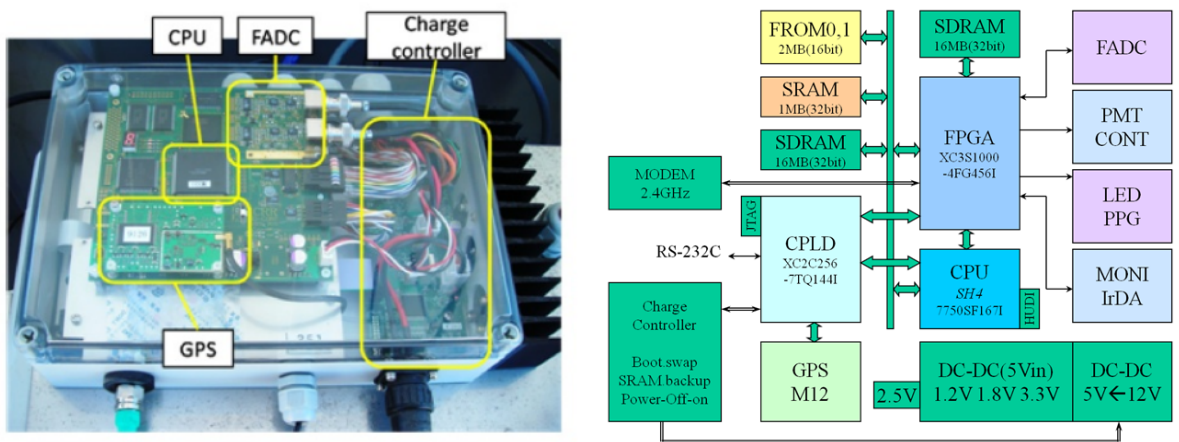 CPU
FADC
Charge
controller
GPS
FROM0,1
2MB(16bit)
SRAM
1MB(32bit)
SDRAM
16MB(32bit)
SDRAM
16MB(32bit)
FPGA
XC3S1000
-4FG456I
FADC
PMT
CONT
LED
PPG
MONI
IrDA
MODEM
2.4GHz
JTAG
CPLD
XC2C256
-7TQ144I
RS-232C
CPU
SH4
7750SF167I
HUDI
Charge
Controller
Boot.swap
SRAM.backup
Power-Off-on
GPS
M12
2.5V
DC-DC(5Vin)
1.2V 1.8V 3.3V
DC-DC
5V←12V